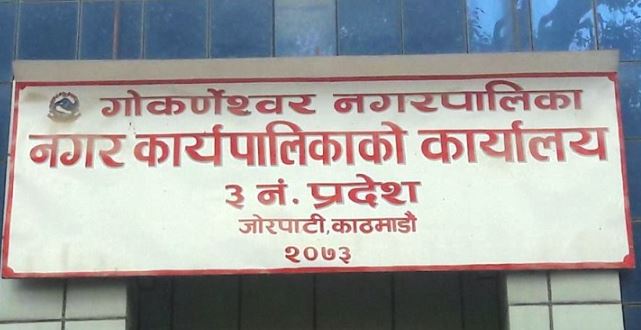 गोकर्णेश्वर नगरपालिका
नगर कार्यपालिकाको कार्यालय
३ नं. प्रदेश
जोरपाटी,काठमाडौ
२०७३